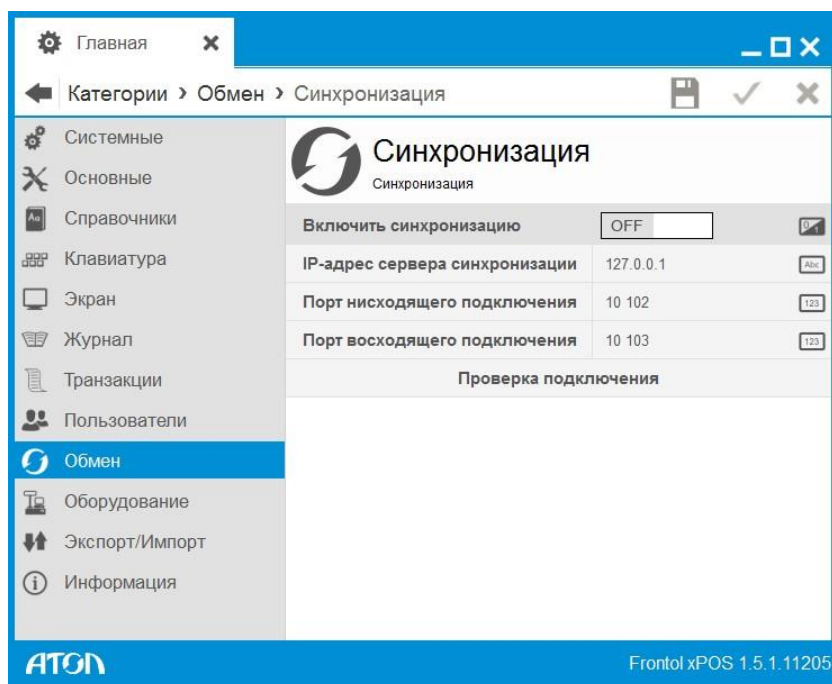 Главная
Категории > Обмен > Синхронизация
Системные
Основные
Справочники
Клавиатура
Экран
Журнал
Транзакции
Пользователи
Обмен
Оборудование
Экспорт/Импорт
Информация
Синхронизация
Синхронизация
Включить синхронизацию OFF
IP-адрес сервера синхронизации 127.0.0.1 Abc
Порт нисходящего подключения 10 102 123
Порт восходящего подключения 10 103 123
Проверка подключения
АТОЛ Frontol xPOS 1.5.1.11205